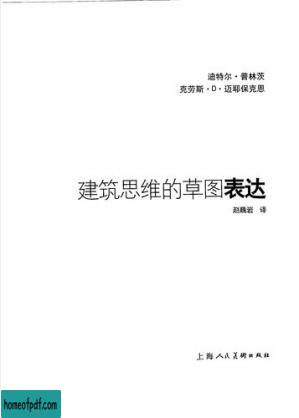 迪特尔·普林茨
克劳斯·D·迈耶保克恩
建筑思维的草图表达
赵巍岩 译
上海人民美术出版社
homeofpdf.com